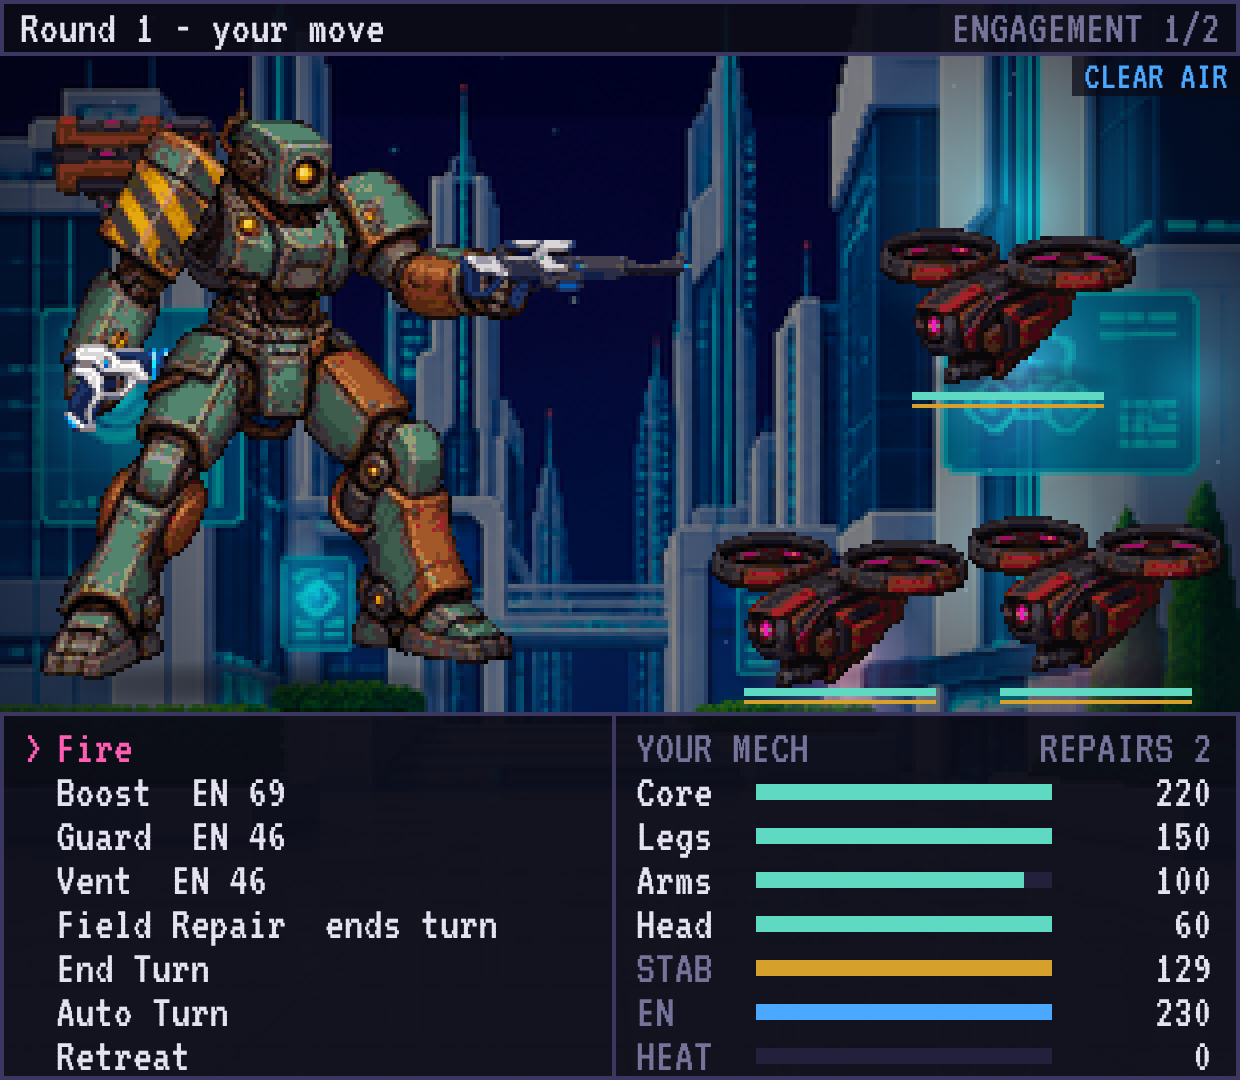 Round 1 - your move
ENGAGEMENT 1/2
CLEAR AIR
> Fire
Boost EN 69
Guard EN 46
Vent EN 46
Field Repair ends turn
End Turn
Auto Turn
Retreat
YOUR MECH REPAIRS 2
Core 220
Legs 150
Arms 100
Head 60
STAB 129
EN 230
HEAT 0